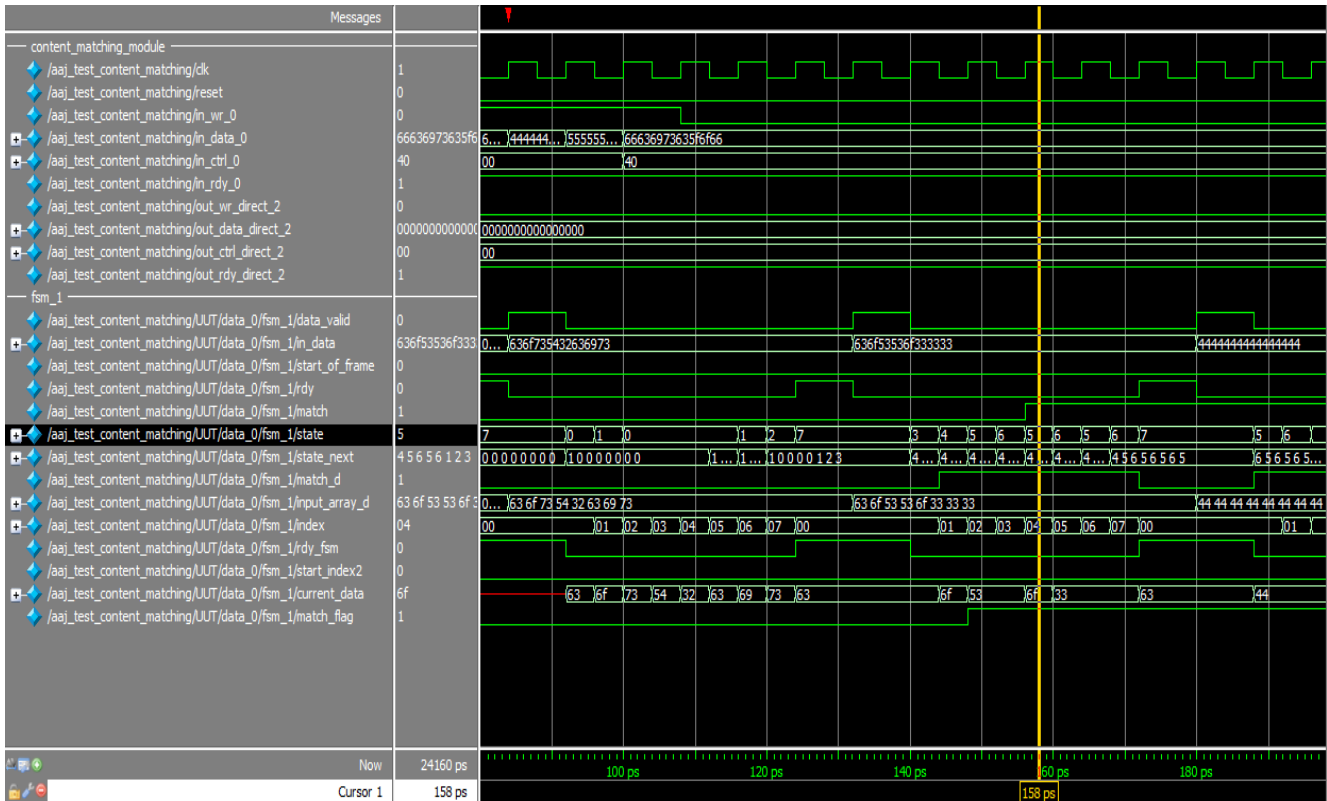 Messages
content_matching_module
/aaj_test_content_matching/clk 1
/aaj_test_content_matching/reset 0
/aaj_test_content_matching/in_wr_0 0
/aaj_test_content_matching/in_data_0 66636973635f6 6... 444444... 555555... 66636973635f6f66
/aaj_test_content_matching/in_ctrl_0 40 00 40
/aaj_test_content_matching/in_rdy_0 1
/aaj_test_content_matching/out_wr_direct_2 0
/aaj_test_content_matching/out_data_direct_2 0000000000000 0000000000000000
/aaj_test_content_matching/out_ctrl_direct_2 00 00
/aaj_test_content_matching/out_rdy_direct_2 1
fsm_1
/aaj_test_content_matching/UUT/data_0/fsm_1/data_valid 0
/aaj_test_content_matching/UUT/data_0/fsm_1/in_data 636f53536f333 0... 636f735432636973 636f53536f333333 4444444444444444
/aaj_test_content_matching/UUT/data_0/fsm_1/start_of_frame 0
/aaj_test_content_matching/UUT/data_0/fsm_1/rdy 0
/aaj_test_content_matching/UUT/data_0/fsm_1/match 1
/aaj_test_content_matching/UUT/data_0/fsm_1/state 5 7 0 1 0 1 2 7 3 4 5 6 5 6 5 6 7 5 6
/aaj_test_content_matching/UUT/data_0/fsm_1/state_next 4 5 6 5 6 1 2 3 0 0 0 0 0 0 0 0 1 0 0 0 0 0 0 0 1... 1... 1 0 0 0 0 1 2 3 4... 4... 4... 4... 4... 4... 4... 4 5 6 5 6 5 6 5 6 5 6 5 6 5...
/aaj_test_content_matching/UUT/data_0/fsm_1/match_d 1
/aaj_test_content_matching/UUT/data_0/fsm_1/input_array_d 63 6f 53 53 6f 3 0... 63 6f 73 54 32 63 69 73 63 6f 53 53 6f 33 33 33 44 44 44 44 44 44 44 44
/aaj_test_content_matching/UUT/data_0/fsm_1/index 04 00 01 02 03 04 05 06 07 00 01 02 03 04 05 06 07 00 01
/aaj_test_content_matching/UUT/data_0/fsm_1/rdy_fsm 0
/aaj_test_content_matching/UUT/data_0/fsm_1/start_index2 0
/aaj_test_content_matching/UUT/data_0/fsm_1/current_data 6f 63 6f 73 54 32 63 69 73 63 6f 53 6f 33 63 44
/aaj_test_content_matching/UUT/data_0/fsm_1/match_flag 1
Now 24160 ps 100 ps 120 ps 140 ps 160 ps 180 ps
Cursor 1 158 ps 158 ps